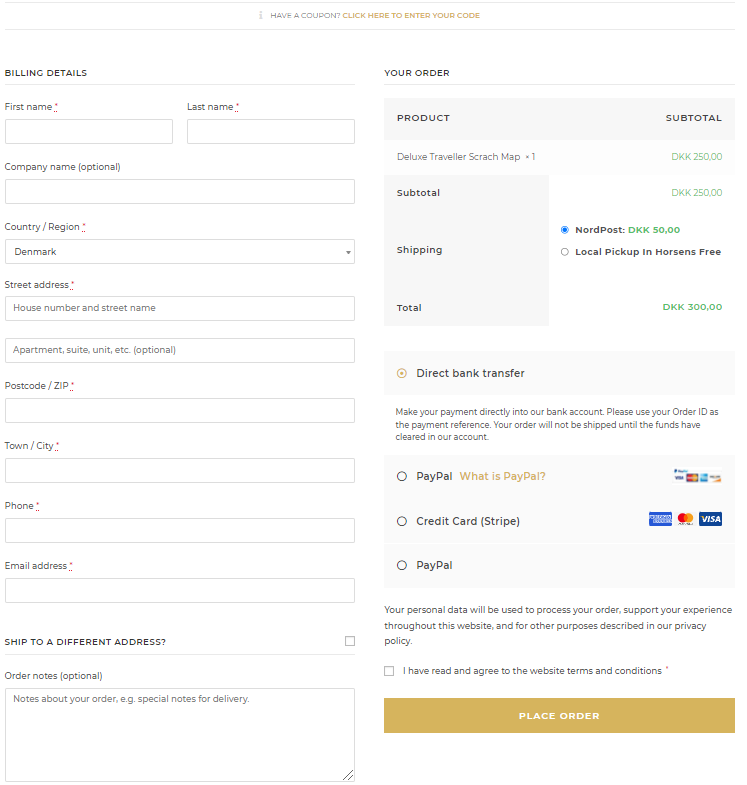 HAVE A COUPON? CLICK HERE TO ENTER YOUR CODE
BILLING DETAILS
First name *
Last name *
Company name (optional)
Country / Region *
Denmark
Street address *
House number and street name
Apartment, suite, unit, etc. (optional)
Postcode / ZIP *
Town / City *
Phone *
Email address *
SHIP TO A DIFFERENT ADDRESS?
Order notes (optional)
Notes about your order, e.g. special notes for delivery.
YOUR ORDER
PRODUCT SUBTOTAL
Deluxe Traveller Scrach Map × 1 DKK 250,00
Subtotal DKK 250,00
Shipping
NordPost: DKK 50,00
Local Pickup In Horsens Free
Total DKK 300,00
Direct bank transfer
Make your payment directly into our bank account. Please use your Order ID as
the payment reference. Your order will not be shipped until the funds have
cleared in our account.
PayPal What is PayPal?
Credit Card (Stripe) VISA
PayPal
Your personal data will be used to process your order, support your experience
throughout this website, and for other purposes described in our privacy
policy.
I have read and agree to the website terms and conditions *
PLACE ORDER